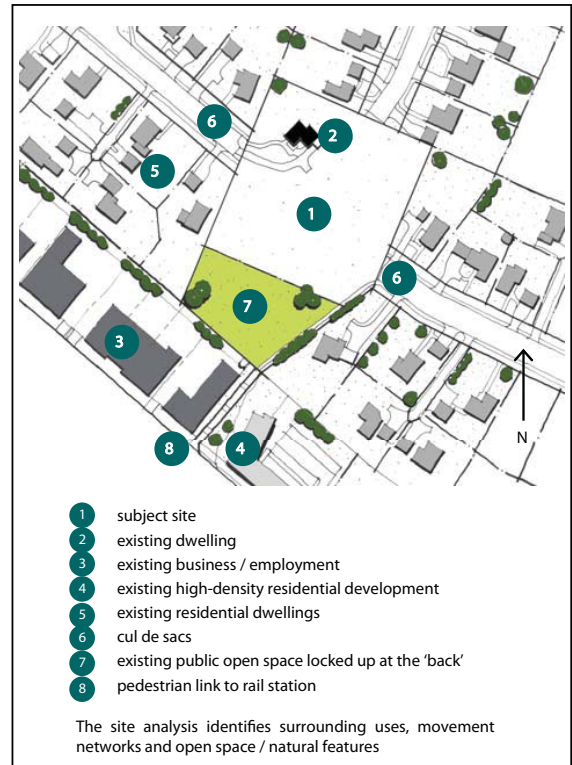 6
2
5
1
6
7
3
N
8
4
1 subject site
2 existing dwelling
3 existing business / employment
4 existing high-density residential development
5 existing residential dwellings
6 cul de sacs
7 existing public open space locked up at the ‘back’
8 pedestrian link to rail station
The site analysis identifies surrounding uses, movement
networks and open space / natural features